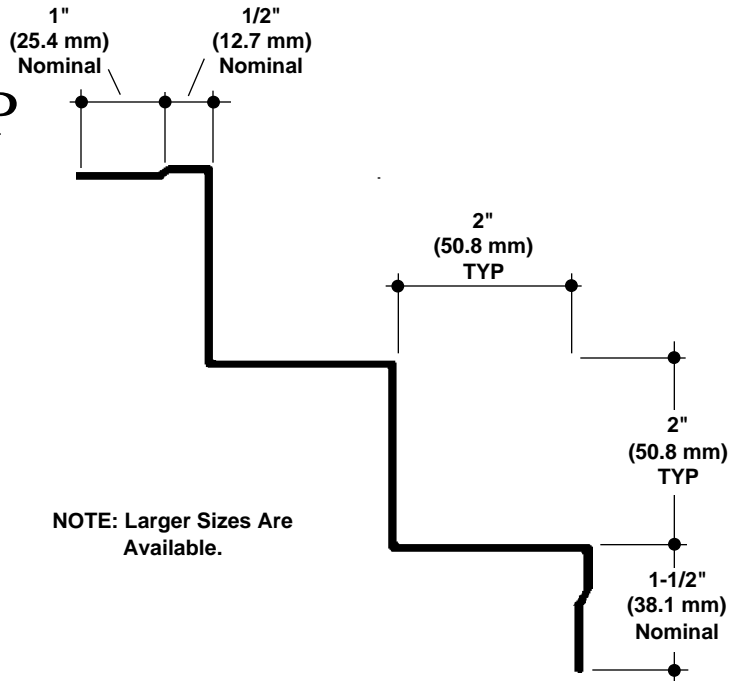 1"
(25.4 mm)
Nominal
1/2"
(12.7 mm)
Nominal
P
2"
(50.8 mm)
TYP
2"
(50.8 mm)
TYP
NOTE: Larger Sizes Are
Available.
1-1/2"
(38.1 mm)
Nominal